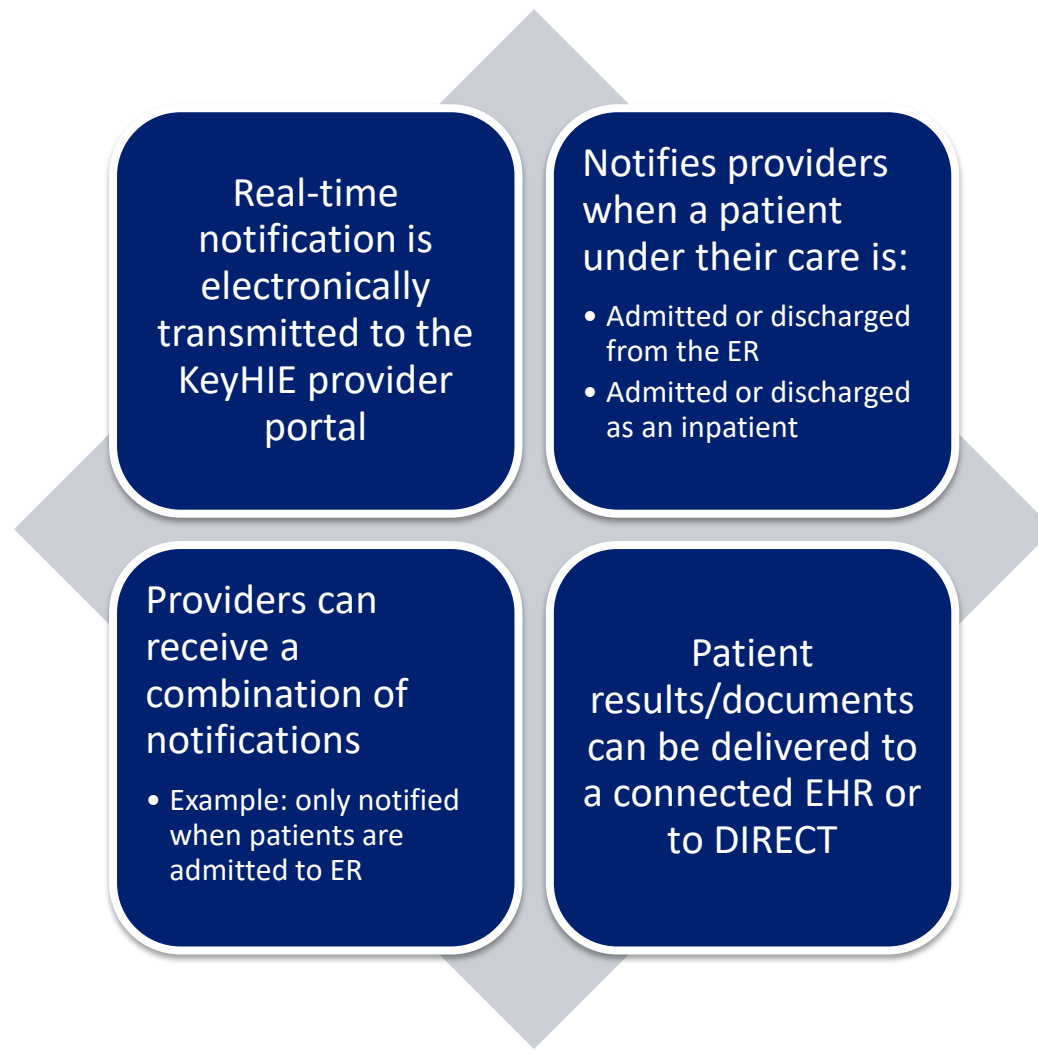 Real-time
notification is
electronically
transmitted to the
KeyHIE provider
portal
Notifies providers
when a patient
under their care is:
• Admitted or discharged
from the ER
• Admitted or discharged
as an inpatient
Providers can
receive a
combination of
notifications
• Example: only notified
when patients are
admitted to ER
Patient
results/documents
can be delivered to
a connected EHR or
to DIRECT